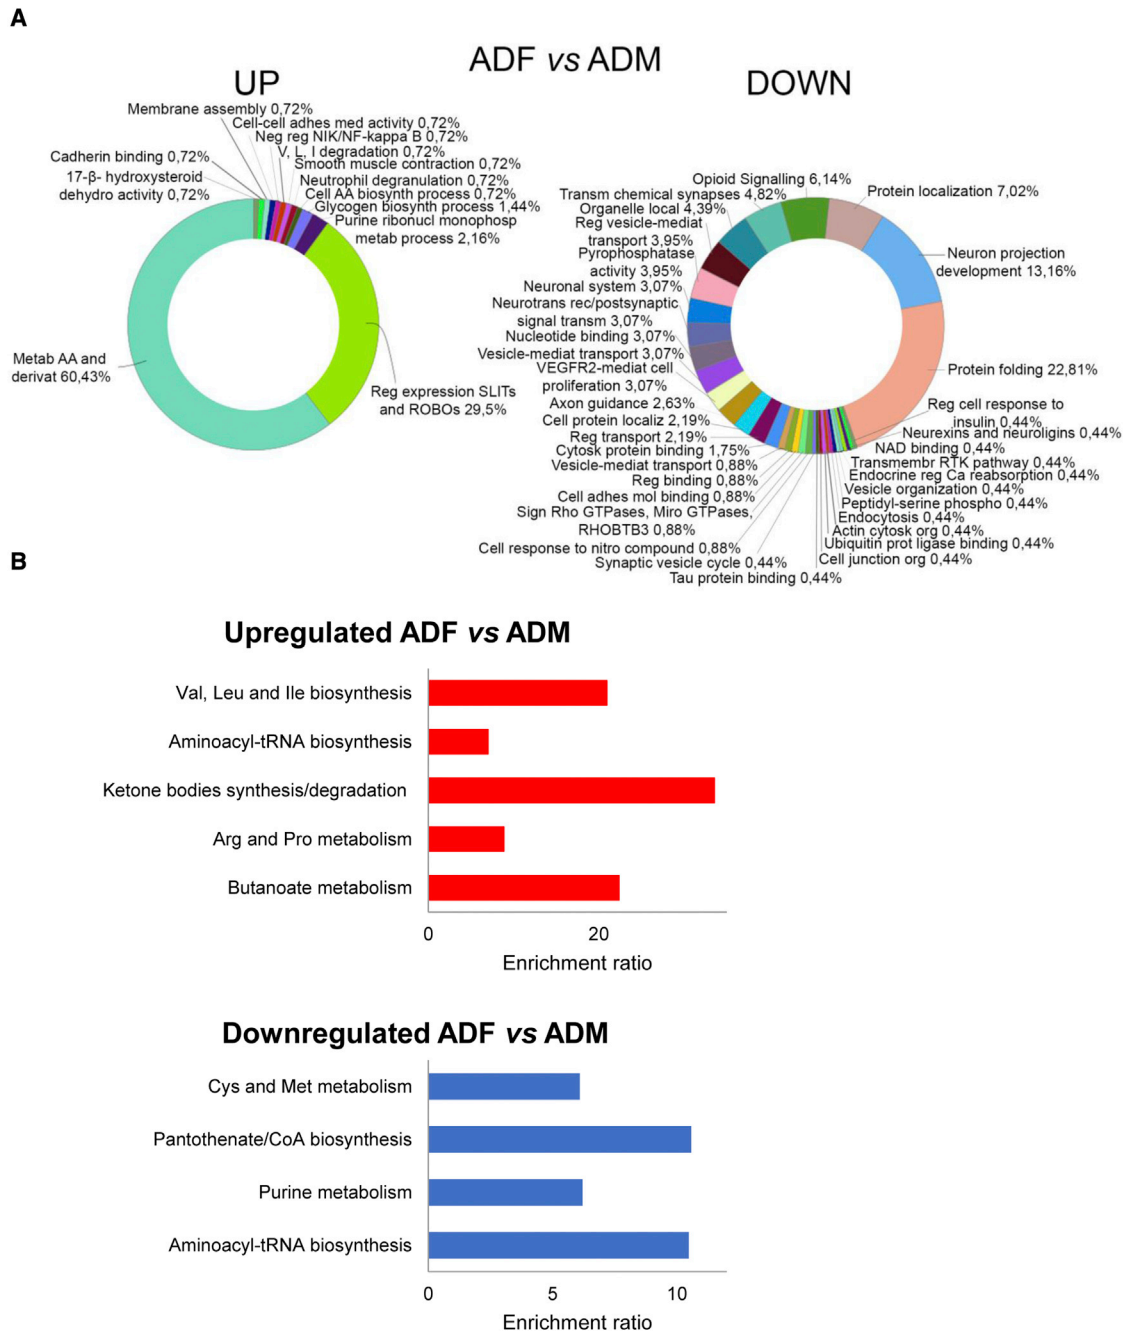 A
ADF vs ADM
UP
Membrane assembly 0,72%
Cell-cell adhes med activity 0,72%
Neg reg NIK/NF-kappa B 0,72%
V, L, I degradation 0,72%
Cadherin binding 0,72%
Smooth muscle contraction 0,72%
17-β- hydroxysteroid
dehydro activity 0,72%
Neutrophil degranulation 0,72%
Cell AA biosynth process 0,72%
Glycogen biosynth process 1,44%
Purine ribonucl monophosp
metab process 2,16%
Metab AA and
derivat 60,43%
Reg expression SLITs
and ROBOs 29,5%
DOWN
Opioid Signalling 6,14%
Protein localization 7,02%
Transm chemical synapses 4,82%
Organelle local 4,39%
Reg vesicle-mediat
transport 3,95%
Pyrophosphatase
activity 3,95%
Neuron projection
development 13,16%
Neuronal system 3,07%
Neurotrans rec/postsynaptic
signal transm 3,07%
Nucleotide binding 3,07%
Vesicle-mediat transport 3,07%
VEGFR2-mediat cell
proliferation 3,07%
Protein folding 22,81%
Axon guidance 2,63%
Cell protein localiz 2,19%
Reg transport 2,19%
Cytosk protein binding 1,75%
Vesicle-mediat transport 0,88%
Reg binding 0,88%
Cell adhes mol binding 0,88%
Sign Rho GTPases, Miro GTPases,
RHOBTB3 0,88%
Cell response to nitro compound 0,88%
Synaptic vesicle cycle 0,44%
Tau protein binding 0,44%
Reg cell response to
insulin 0,44%
Neurexins and neuroligins 0,44%
NAD binding 0,44%
Transmembr RTK pathway 0,44%
Endocrine reg Ca reabsorption 0,44%
Vesicle organization 0,44%
Peptidyl-serine phospho 0,44%
Endocytosis 0,44%
Actin cytosk org 0,44%
Ubiquitin prot ligase binding 0,44%
Cell junction org 0,44%
B
Upregulated ADF vs ADM
Val, Leu and Ile biosynthesis
Aminoacyl-tRNA biosynthesis
Ketone bodies synthesis/degradation
Arg and Pro metabolism
Butanoate metabolism
0 20
Enrichment ratio
Downregulated ADF vs ADM
Cys and Met metabolism
Pantothenate/CoA biosynthesis
Purine metabolism
Aminoacyl-tRNA biosynthesis
0 5 10
Enrichment ratio